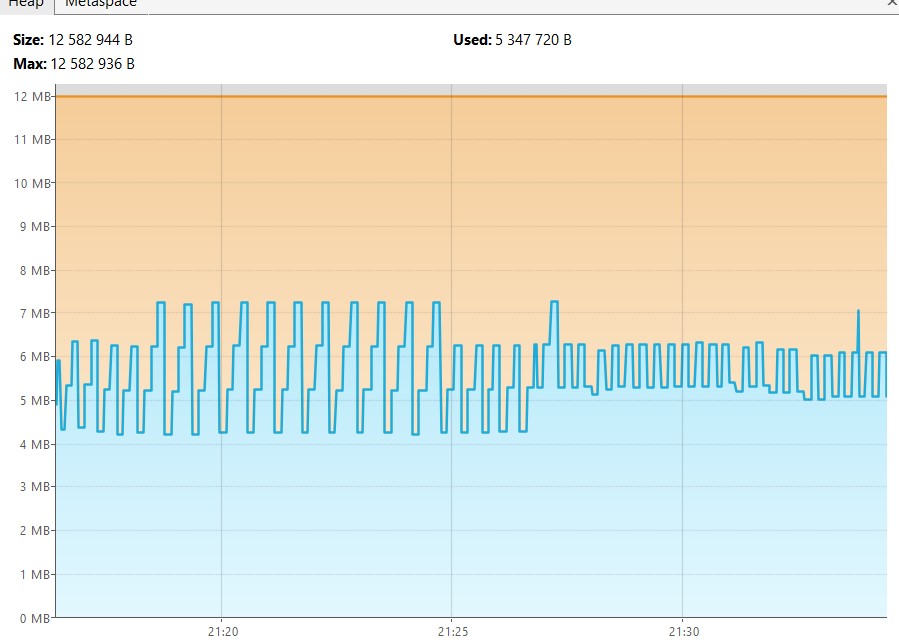 Heap Metaspace
Size: 12 582 944 B Used: 5 347 720 B
Max: 12 582 936 B
12 MB
11 MB
10 MB
9 MB
8 MB
7 MB
6 MB
5 MB
4 MB
3 MB
2 MB
1 MB
0 MB
21:20 21:25 21:30